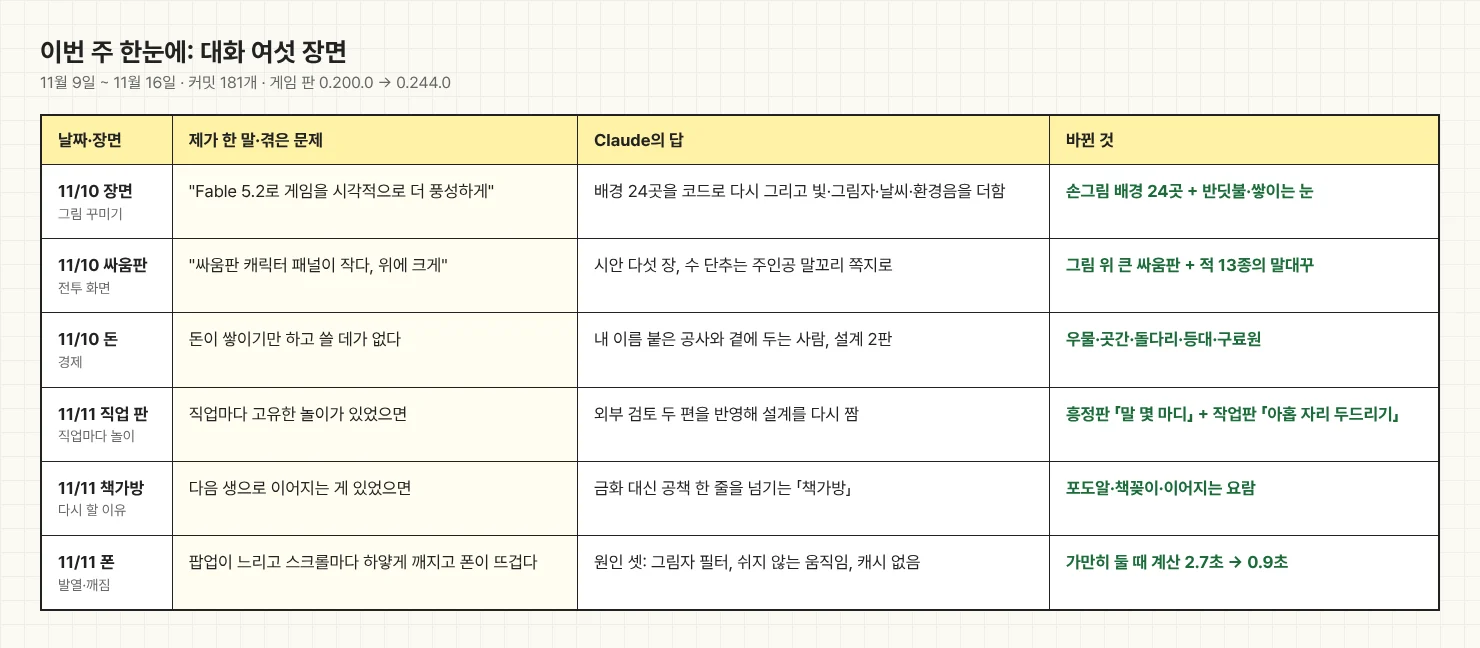 이번 주 한눈에: 대화 여섯 장면
11월 9일 ~ 11월 16일 · 커밋 181개 · 게임 판 0.200.0 → 0.244.0
날짜·장면
제가 한 말·겪은 문제
Claude의 답
바뀐 것
11/10 장면
그림 꾸미기
"Fable 5.2로 게임을 시각적으로 더 풍성하게"
배경 24곳을 코드로 다시 그리고 빛·그림자·날씨·환경음을 더함
손그림 배경 24곳 + 반딧불·쌓이는 눈
11/10 싸움판
전투 화면
"싸움판 캐릭터 패널이 작다, 위에 크게"
시안 다섯 장, 수 단추는 주인공 말꼬리 쪽지로
그림 위 큰 싸움판 + 적 13종의 말대꾸
11/10 돈
경제
돈이 쌓이기만 하고 쓸 데가 없다
내 이름 붙은 공사와 곁에 두는 사람, 설계 2판
우물·곳간·돌다리·등대·구료원
11/11 직업 판
직업마다 놀이
직업마다 고유한 놀이가 있었으면
외부 검토 두 편을 반영해 설계를 다시 짬
흥정판 「말 몇 마디」 + 작업판 「아홉 자리 두드리기」
11/11 책가방
다시 할 이유
다음 생으로 이어지는 게 있었으면
금화 대신 공책 한 줄을 넘기는 「책가방」
포도알·책꽂이·이어지는 요람
11/11 폰
발열·깨짐
팝업이 느리고 스크롤마다 하얗게 깨지고 폰이 뜨겁다
원인 셋: 그림자 필터, 쉬지 않는 움직임, 캐시 없음
가만히 둘 때 계산 2.7초 → 0.9초